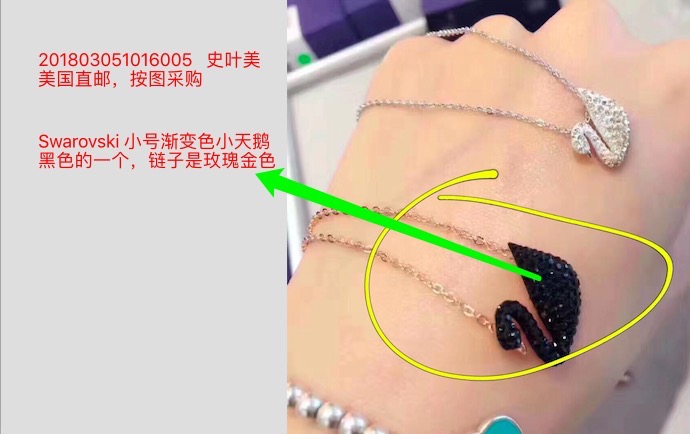 201803051016005 史叶美
美国直邮，按图采购
Swarovski 小号渐变色小天鹅
黑色的一个，链子是玫瑰金色